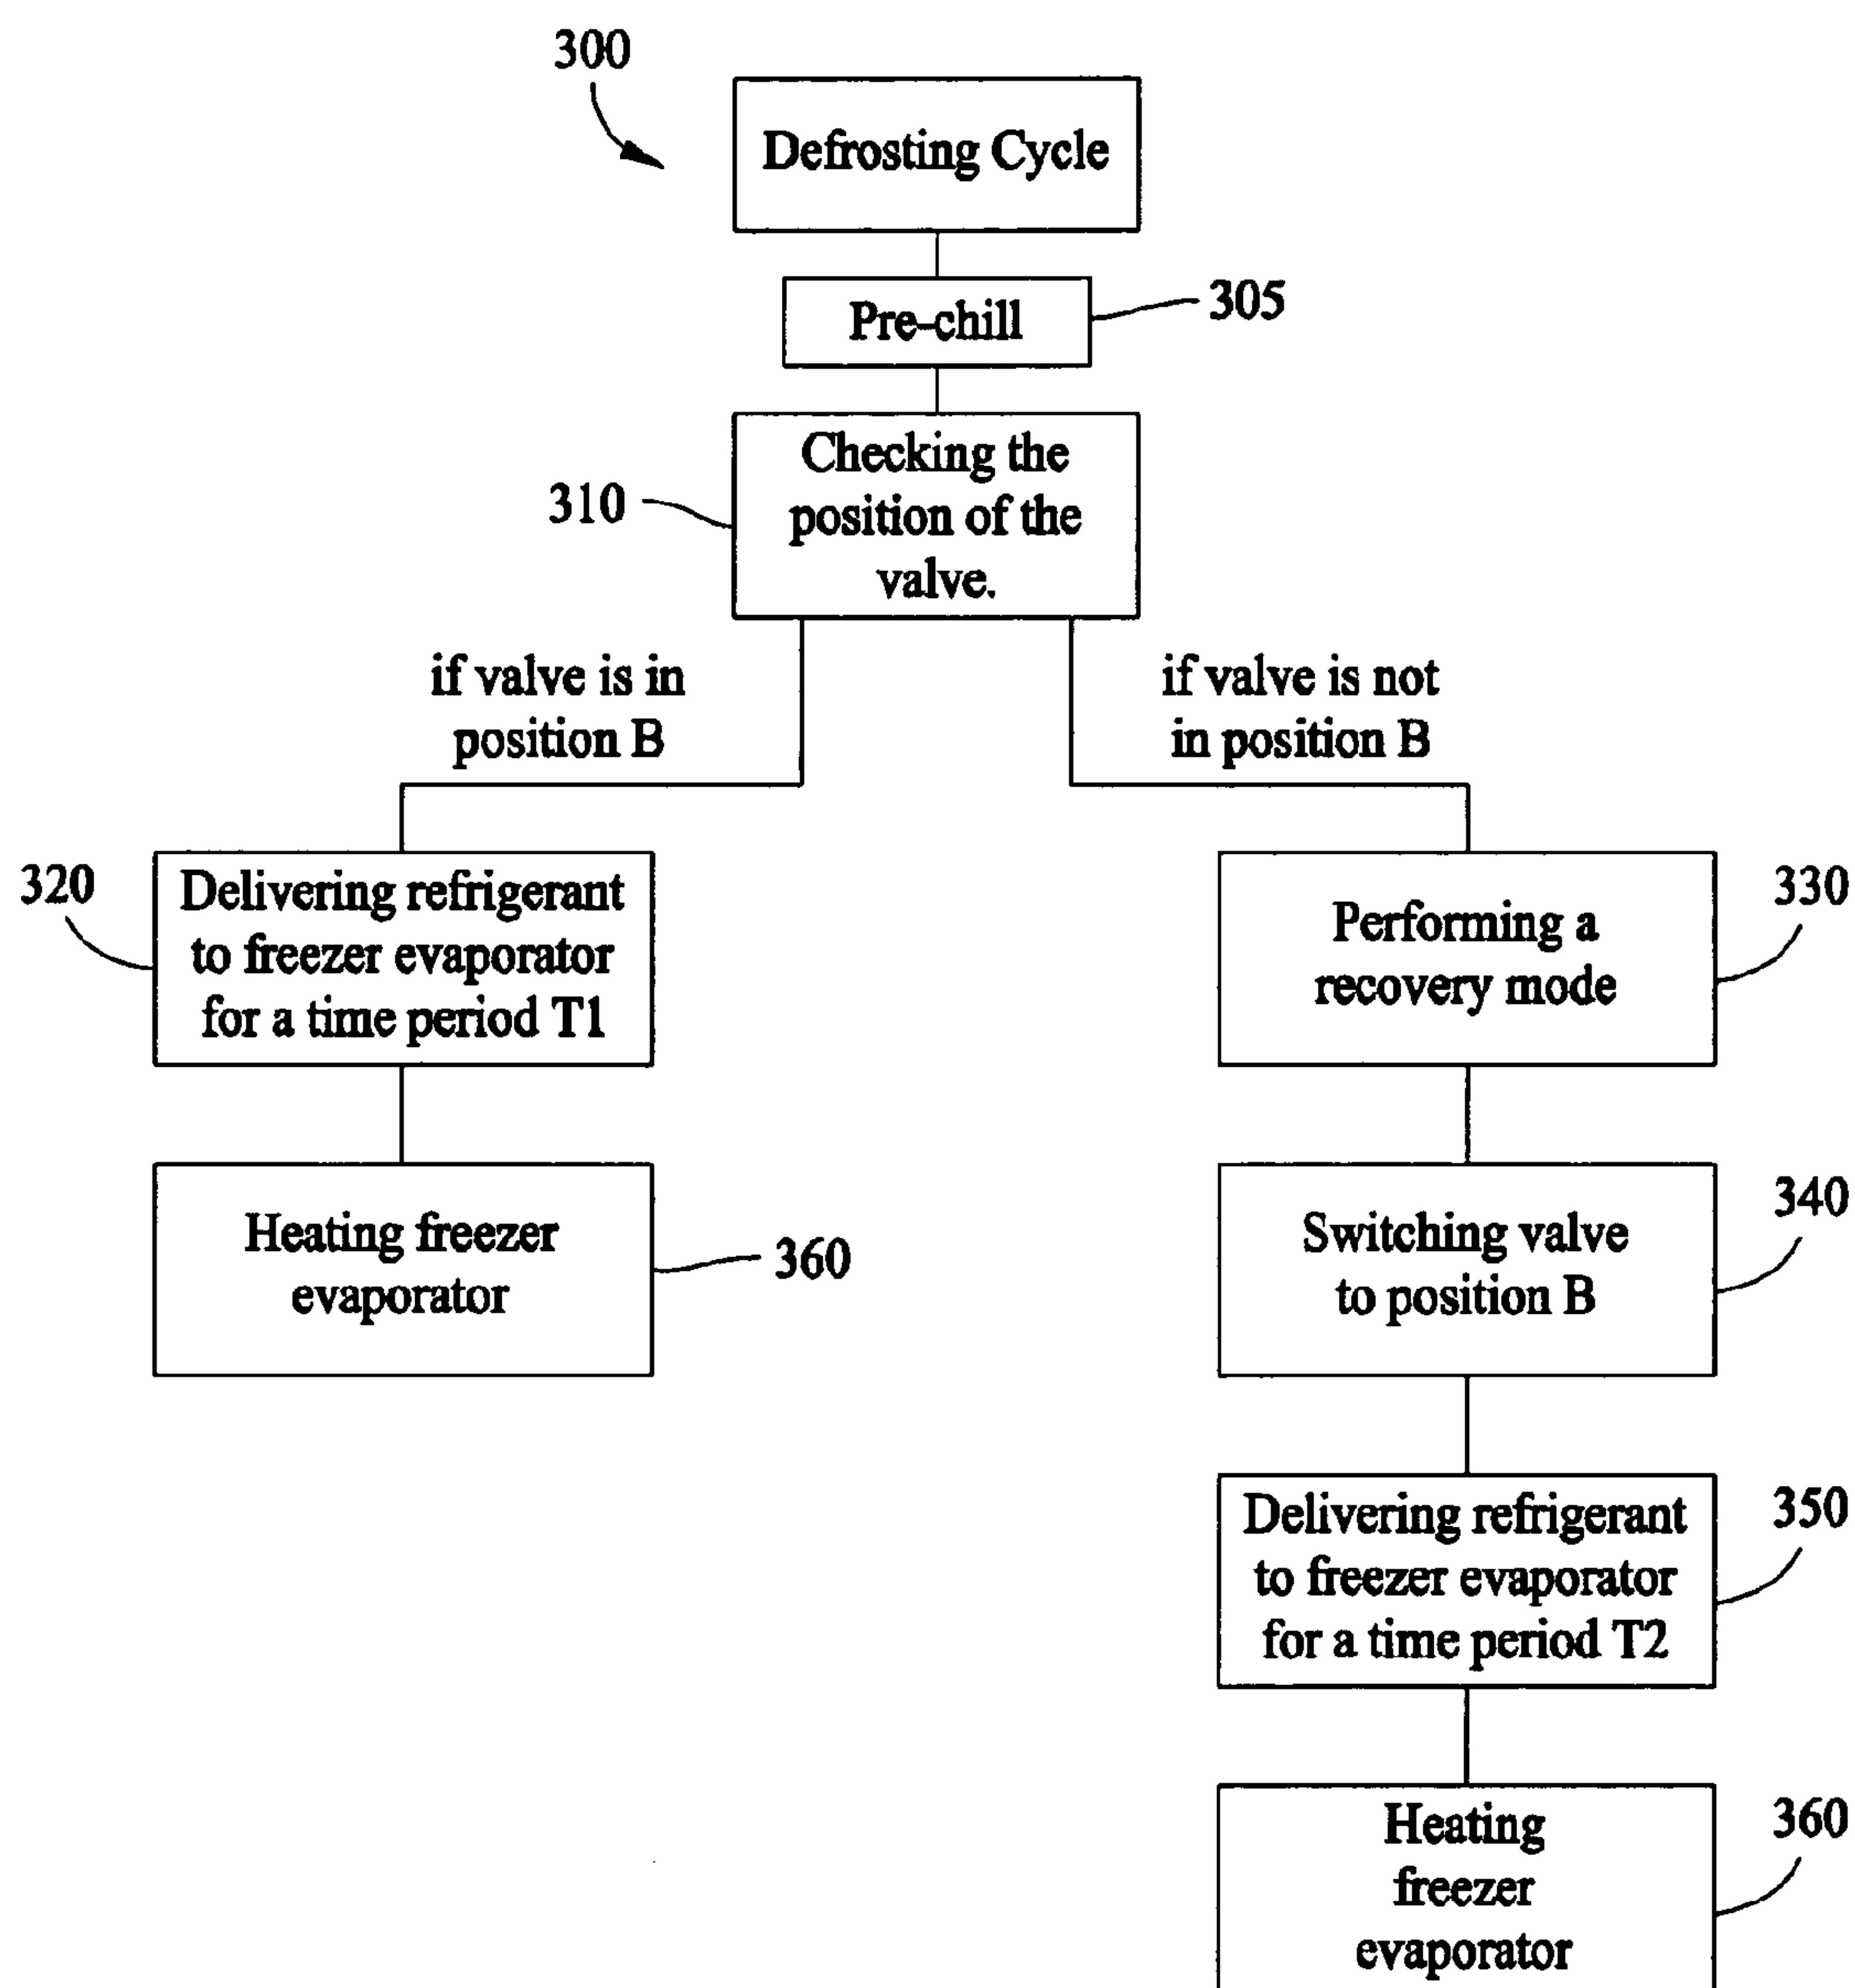 300
Defrosting Cycle
Pre-chill
305
310
Checking the
position of the
valve.
if valve is in
position B
if valve is not
in position B
320
Delivering refrigerant
to freezer evaporator
for a time period T1
330
Performing a
recovery mode
Heating freezer
evaporator
360
340
Switching valve
to position B
350
Delivering refrigerant
to freezer evaporator
for a time period T2
360
Heating
freezer
evaporator